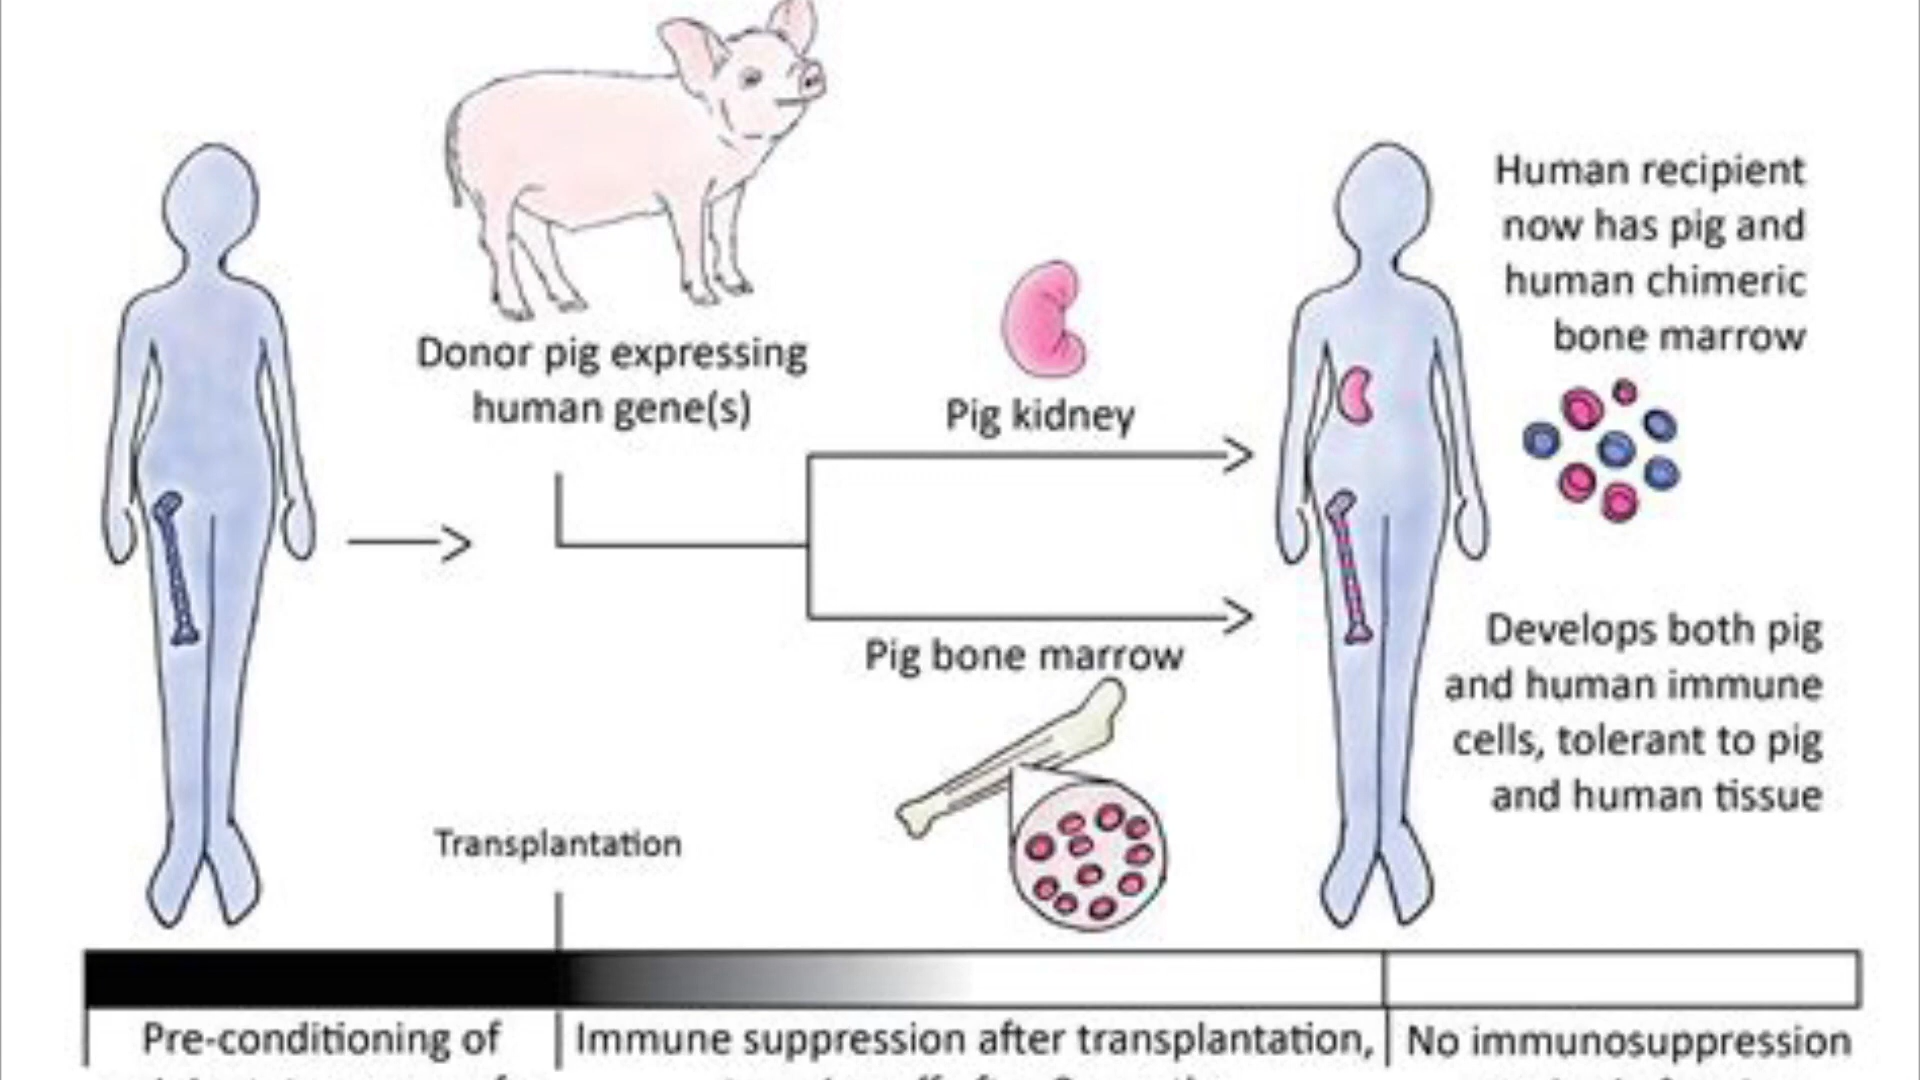 Human recipient
now has pig and
human chimeric
bone marrow
Donor pig expressing
human gene(s)
Pig kidney
Pig bone marrow
Develops both pig
and human immune
cells, tolerant to pig
and human tissue
Transplantation
Pre-conditioning of
Immune suppression after transplantation,
No immunosuppression